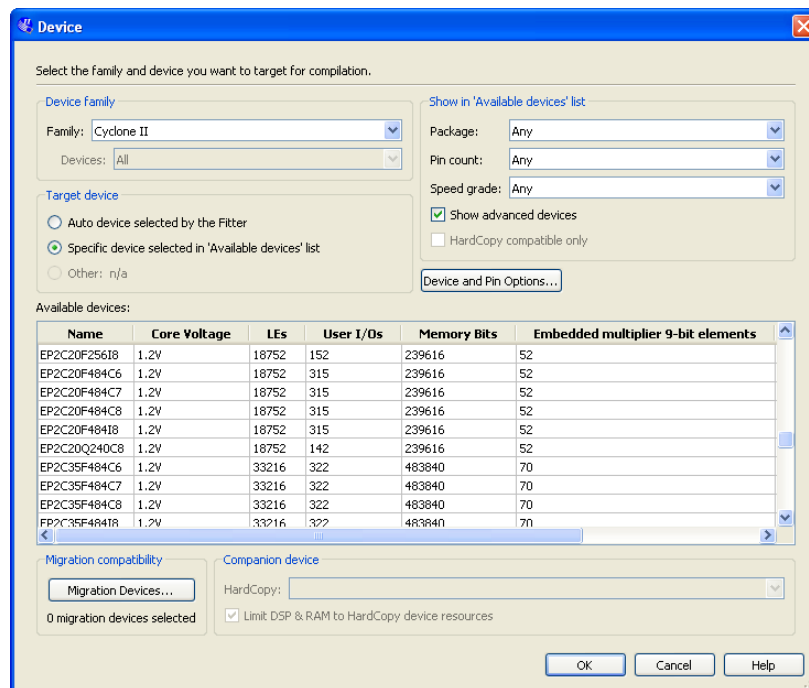 Device
Select the family and device you want to target for compilation.
Device family
Family: Cyclone II
Devices: All
Show in 'Available devices' list
Package: Any
Pin count: Any
Speed grade: Any
Show advanced devices
HardCopy compatible only
Target device
Auto device selected by the Fitter
Specific device selected in 'Available devices' list
Other: n/a
Device and Pin Options...
Available devices:
Name Core Voltage LEs User I/Os Memory Bits Embedded multiplier 9-bit elements
EP2C20F256I8 1.2V 18752 152 239616 52
EP2C20F484C6 1.2V 18752 315 239616 52
EP2C20F484C7 1.2V 18752 315 239616 52
EP2C20F484C8 1.2V 18752 315 239616 52
EP2C20F484I8 1.2V 18752 315 239616 52
EP2C20Q240C8 1.2V 18752 142 239616 52
EP2C35F484C6 1.2V 33216 322 483840 70
EP2C35F484C7 1.2V 33216 322 483840 70
EP2C35F484C8 1.2V 33216 322 483840 70
EP2C35F484I8 1.2V 33216 322 483840 70
Migration compatibility
Migration Devices...
0 migration devices selected
Companion device
HardCopy:
Limit DSP & RAM to HardCopy device resources
OK Cancel Help